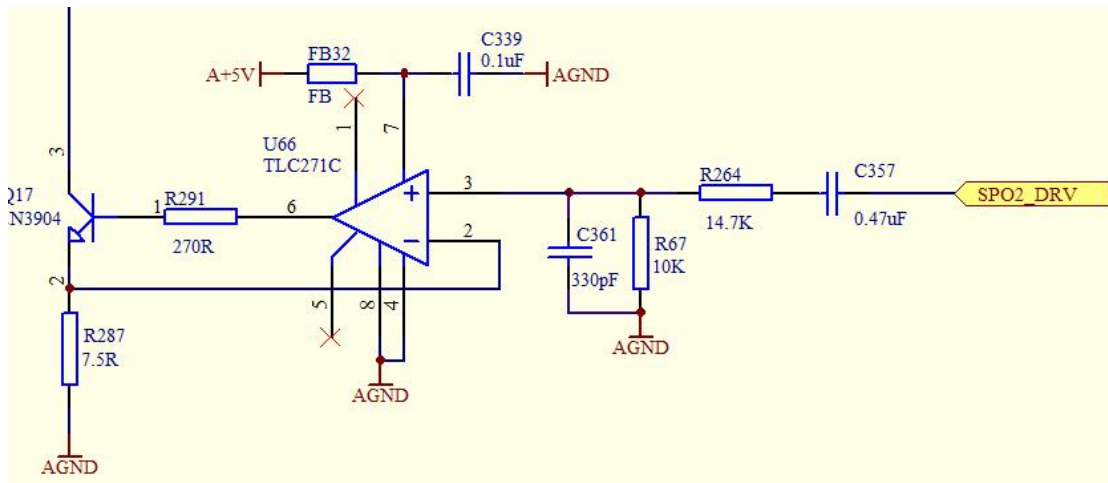 C339
0.1uF
FB32
A+5V
AGND
FB
1
7
U66
TLC271C
3
Q17
2N3904
1
R291
270R
6
3
2
R264
14.7K
C357
0.47uF
SPO2_DRV
C361
330pF
R67
10K
2
5
8
4
R287
7.5R
AGND
AGND
AGND